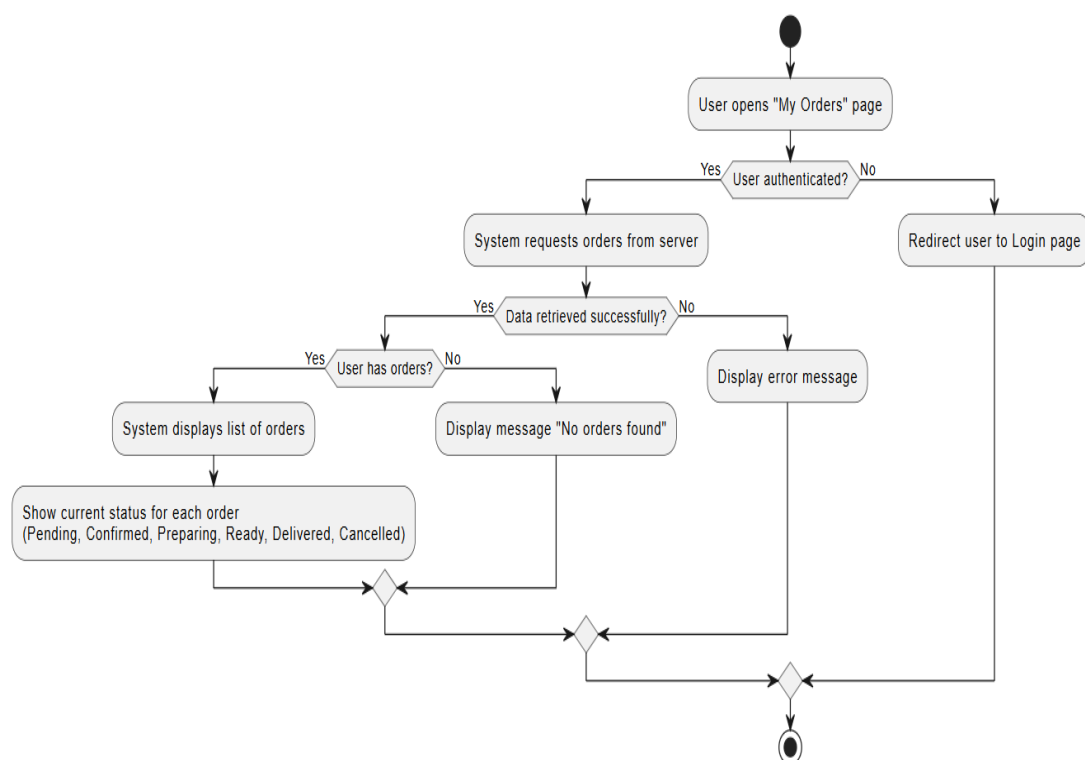 User opens "My Orders" page
Yes
User authenticated?
No
System requests orders from server
Redirect user to Login page
Yes
Data retrieved successfully?
No
Yes
User has orders?
No
Display error message
System displays list of orders
Display message "No orders found"
Show current status for each order
(Pending, Confirmed, Preparing, Ready, Delivered, Cancelled)